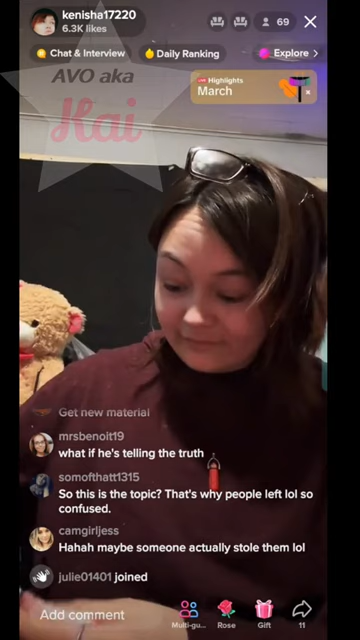 kenisha17220
6.3K likes
69
Chat & Interview
Daily Ranking
Explore >
AVO aka
Hai
LIVE Highlights
March
Get new material
mrsbenoit19
what if he's telling the truth
somofthatt1315
So this is the topic? That's why people left lol so
confused.
camgirljess
Hahah maybe someone actually stole them lol
julie01401 joined
Add comment
Multi-gu...
Rose
Gift
11